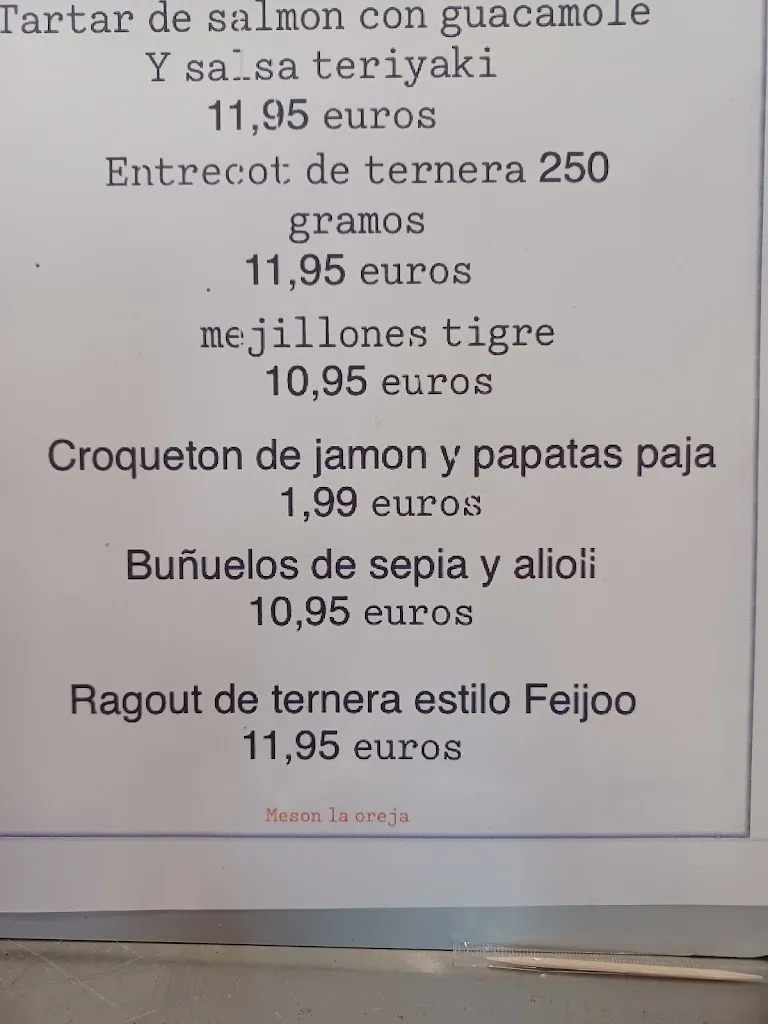 Tartar de salmon con guacamole
Y salsa teriyaki
11,95 euros
Entrecot de ternera 250
gramos
11,95 euros
mejillones tigre
10,95 euros
Croqueton de jamon y papatas paja
1,99 euros
Buñuelos de sepia y alioli
10,95 euros
Ragout de ternera estilo Feijoo
11,95 euros
Meson la oreja